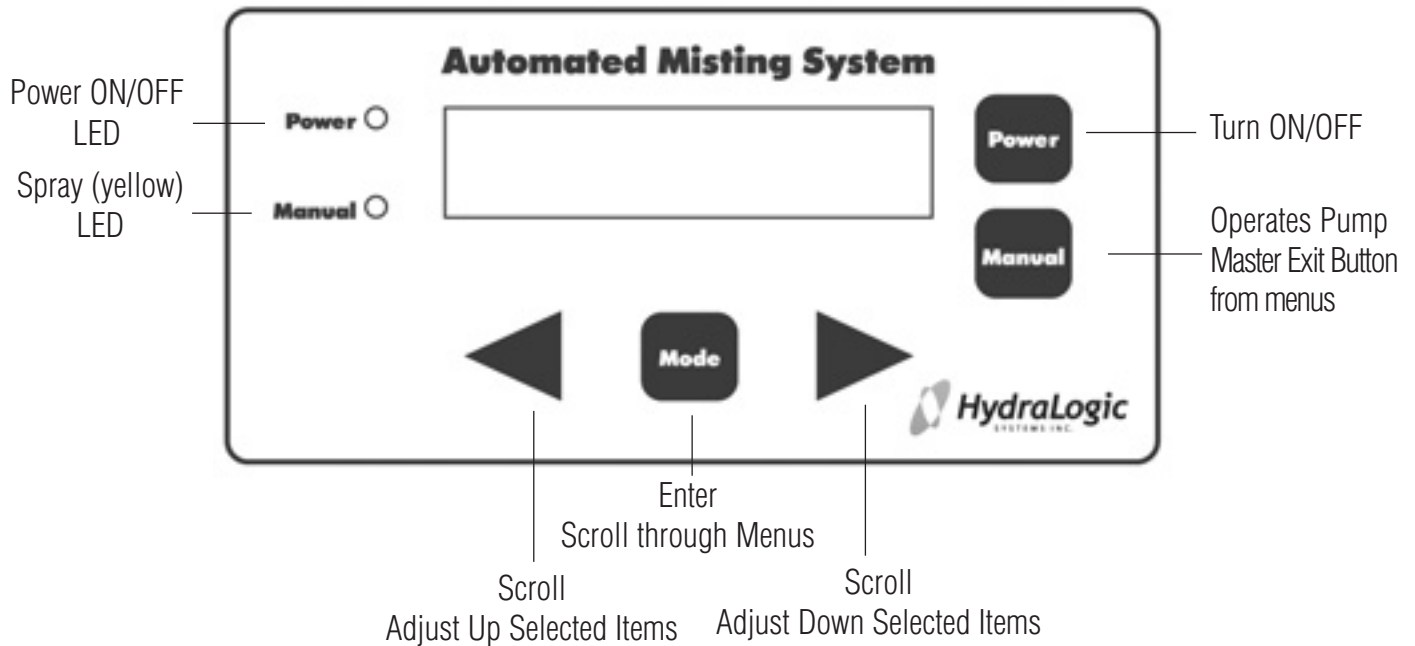 Automated Misting System
Power ON/OFF
LED
Power
Power
Turn ON/OFF
Spray (yellow)
LED
Manual
Manual
Operates Pump
Master Exit Button
from menus
Mode
HydraLogic
SYSTEMS INC.
Enter
Scroll through Menus
Scroll
Adjust Up Selected Items
Scroll
Adjust Down Selected Items